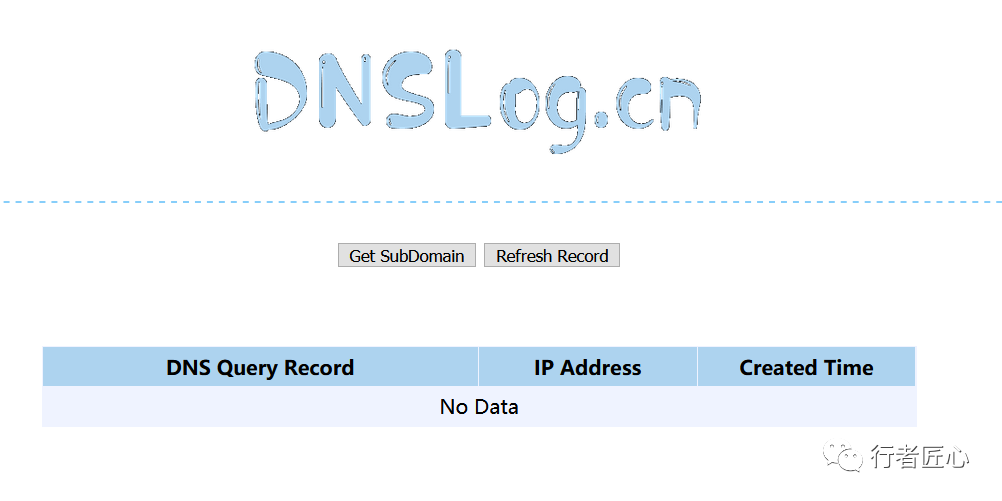 DNSLog.cn
Get SubDomain Refresh Record
DNS Query Record IP Address Created Time
No Data
行者匠心